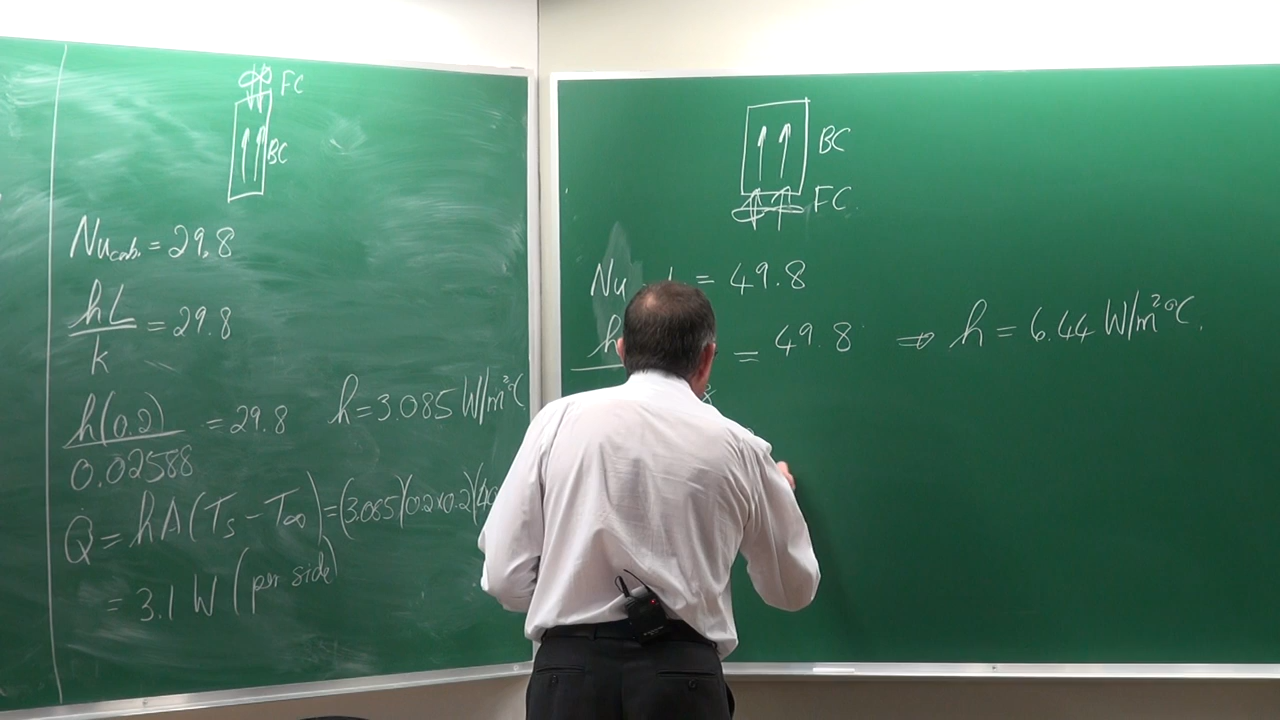 FC
BC
Nu_comb. = 29.8
hL/k = 29.8
h(0.2)/0.02588 = 29.8 h = 3.085 W/m²°C
Q̇ = hA(Ts - T∞) = (3.085)(0.2×0.2)(40
= 3.1 W (per side)
BC
FC.
Nu = 49.8
h = 49.8 ⇒ h = 6.44 W/m²°C.